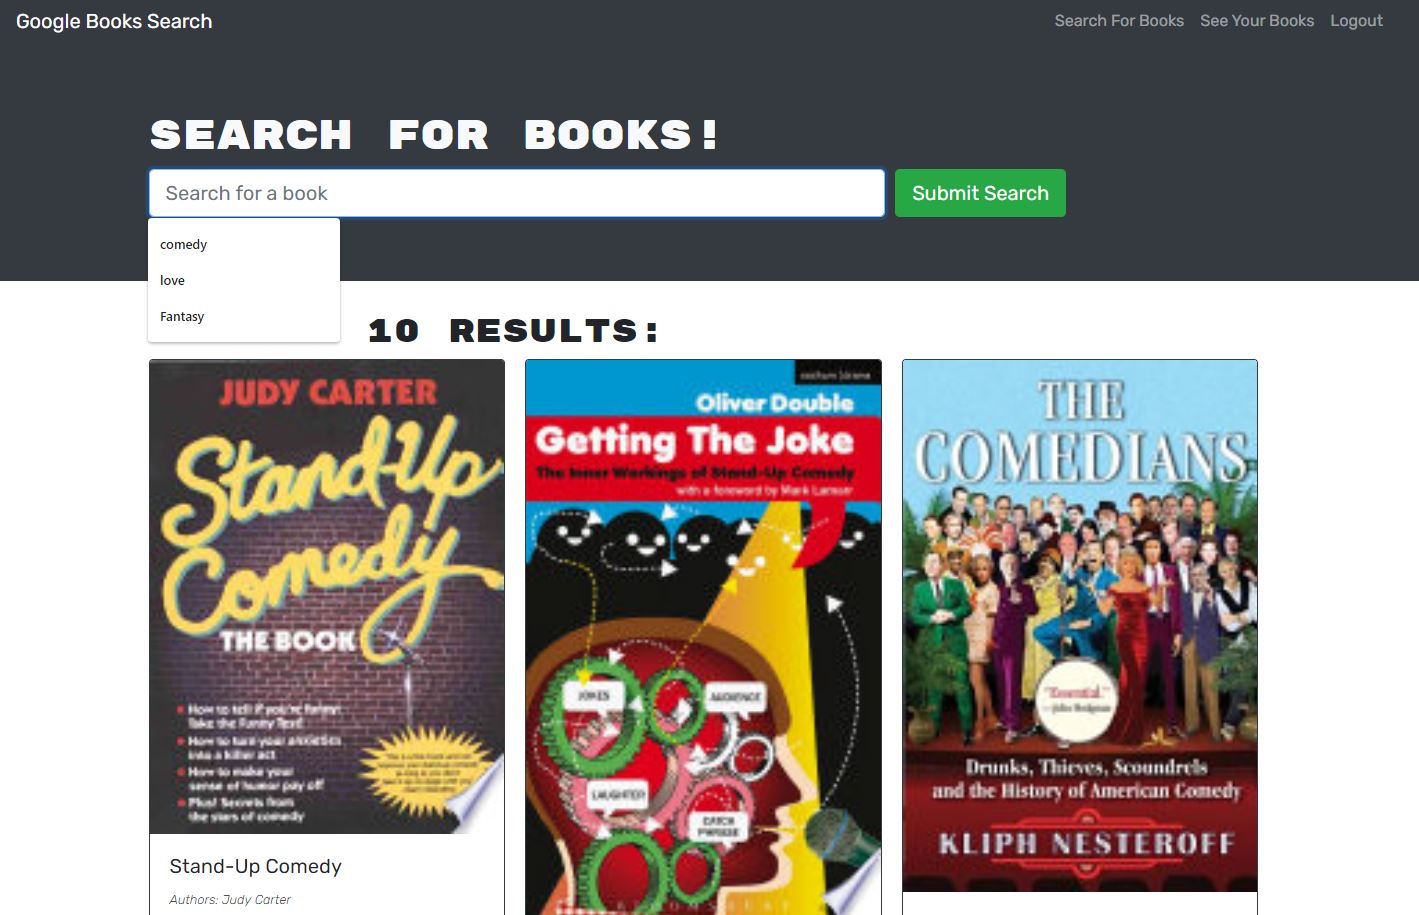 Google Books Search
Search For Books
See Your Books
Logout
SEARCH FOR BOOKS!
Search for a book
Submit Search
comedy
love
Fantasy
10 RESULTS:
JUDY CARTER
Stand-Up
Comedy
THE BOOK
How to tell if you're funny:
Take the Funny Test!
How to turn your anxieties
into a killer act
How to make your
sense of humor pay off
Plus! Secrets from
the stars of comedy
Stand-Up Comedy
Authors: Judy Carter
Oliver Double
Getting The Joke
The Inner Workings of Stand-Up Comedy
with a foreword by Mark Lamarr
JOKES
AUDIENCE
LAUGHTER
CATCH
PHRASE
BLOOMSBURY
THE
COMEDIANS
"Essential."
—John Hodgman
Drunks, Thieves, Scoundrels
and the History of American Comedy
KLIPH NESTEROFF